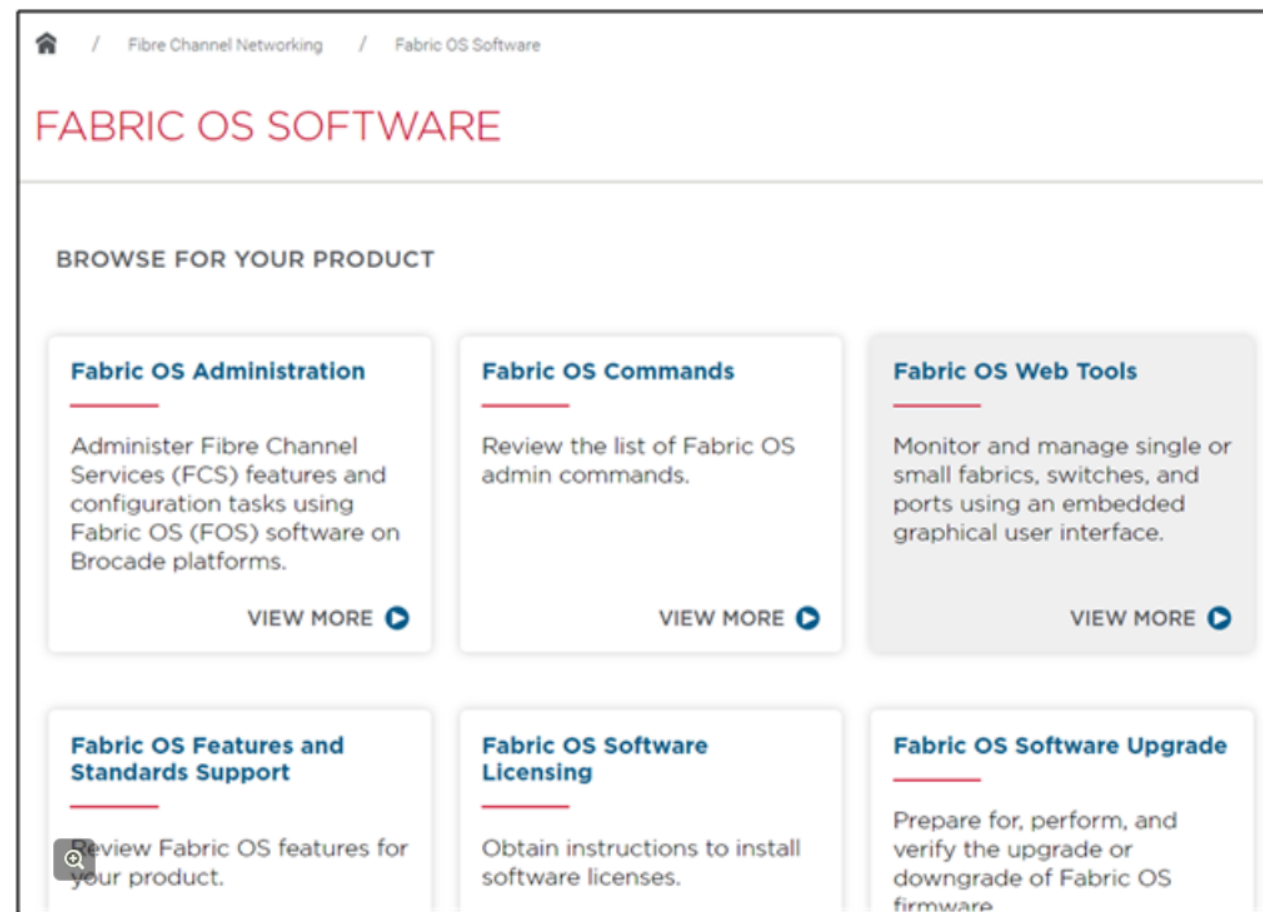 / Fibre Channel Networking / Fabric OS Software
FABRIC OS SOFTWARE
BROWSE FOR YOUR PRODUCT
Fabric OS Administration
Administer Fibre Channel
Services (FCS) features and
configuration tasks using
Fabric OS (FOS) software on
Brocade platforms.
VIEW MORE
Fabric OS Commands
Review the list of Fabric OS
admin commands.
VIEW MORE
Fabric OS Web Tools
Monitor and manage single or
small fabrics, switches, and
ports using an embedded
graphical user interface.
VIEW MORE
Fabric OS Features and
Standards Support
Review Fabric OS features for
your product.
Fabric OS Software
Licensing
Obtain instructions to install
software licenses.
Fabric OS Software Upgrade
Prepare for, perform, and
verify the upgrade or
downgrade of Fabric OS
firmware